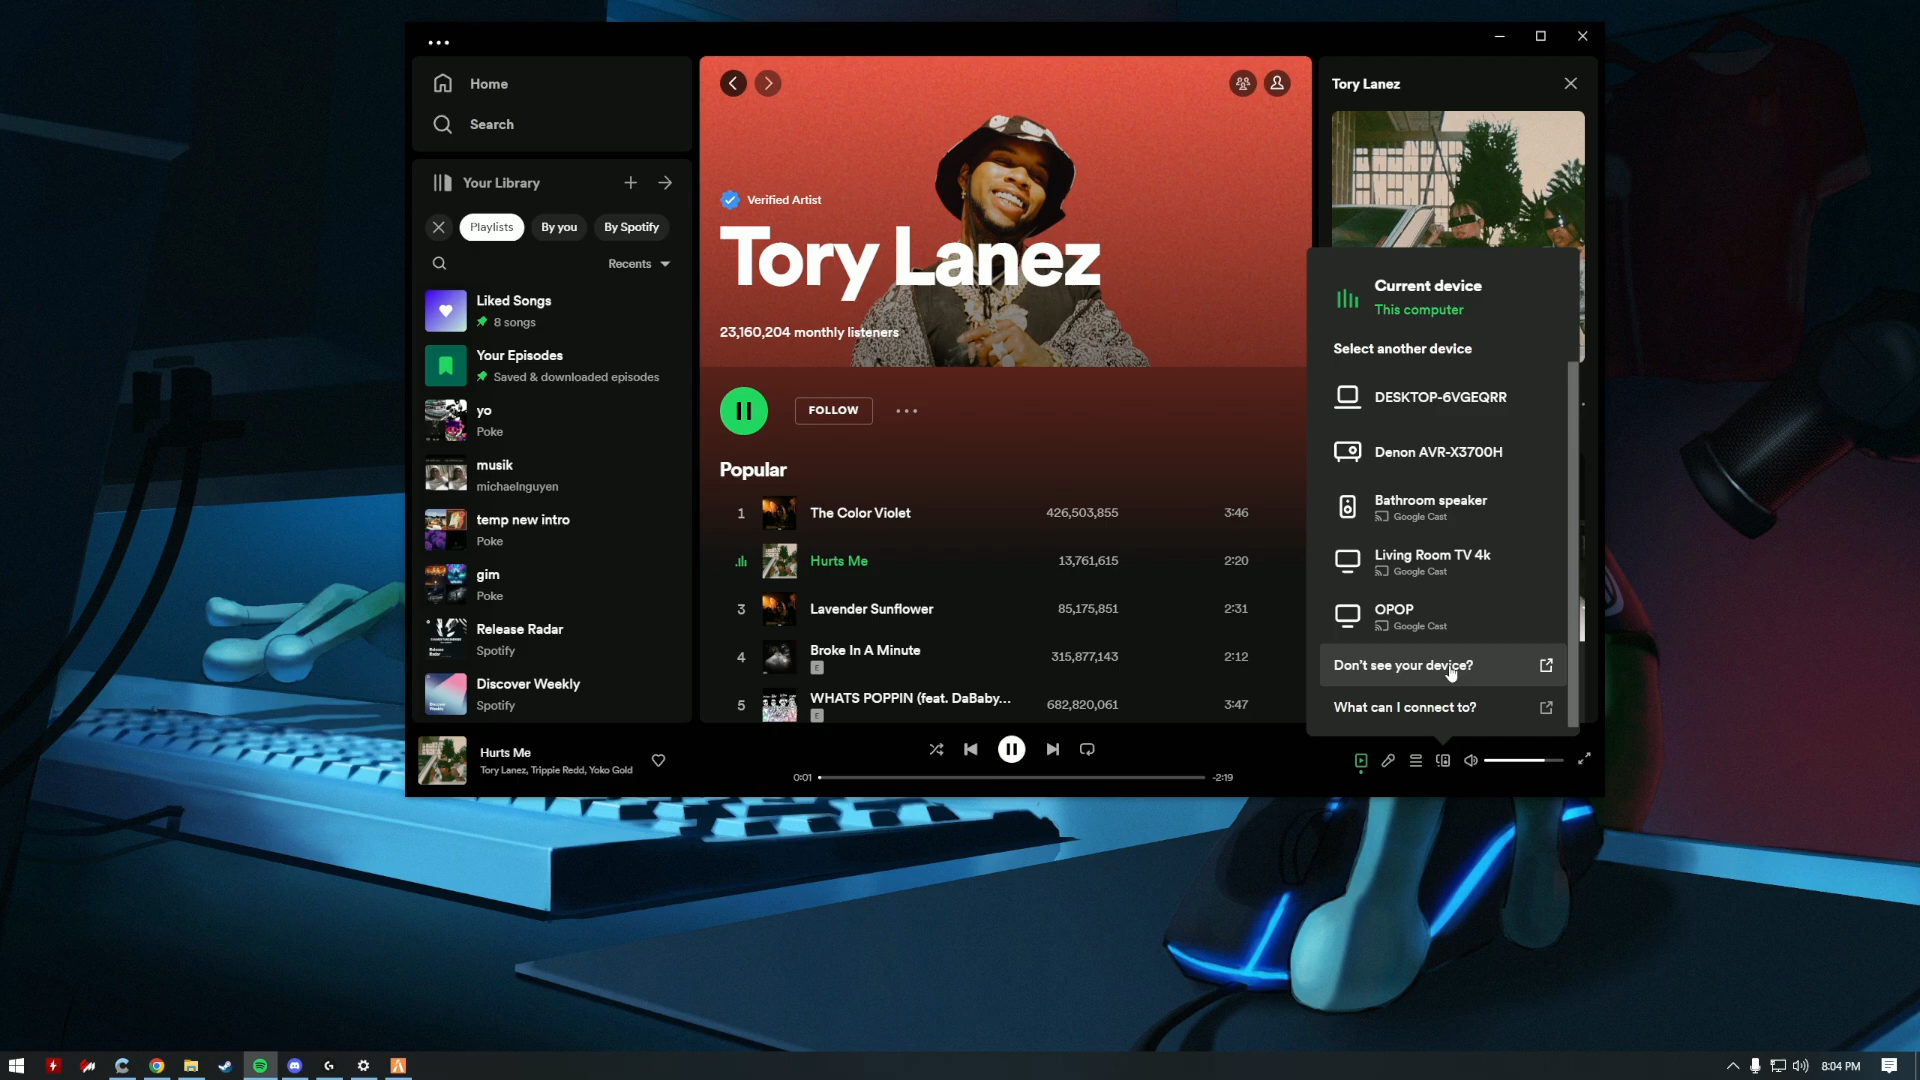 Home
Search
Your Library
Playlists
By you
By Spotify
Recents
Liked Songs
8 songs
Your Episodes
Saved & downloaded episodes
yo
Poke
musik
michaelnguyen
temp new intro
Poke
gim
Poke
Release Radar
Spotify
Discover Weekly
Spotify
Verified Artist
Tory Lanez
23,160,204 monthly listeners
FOLLOW
Popular
1 The Color Violet 426,503,855 3:46
Hurts Me 13,761,615 2:20
3 Lavender Sunflower 85,175,851 2:31
4 Broke In A Minute 315,877,143 2:12
E
5 WHATS POPPIN (feat. DaBaby... 682,820,061 3:47
E
Tory Lanez
Current device
This computer
Select another device
DESKTOP-6VGEQRR
Denon AVR-X3700H
Bathroom speaker
Google Cast
Living Room TV 4k
Google Cast
OPOP
Google Cast
Don't see your device?
What can I connect to?
Hurts Me
Tory Lanez, Trippie Redd, Yoko Gold
0:01
-2:19
8:04 PM